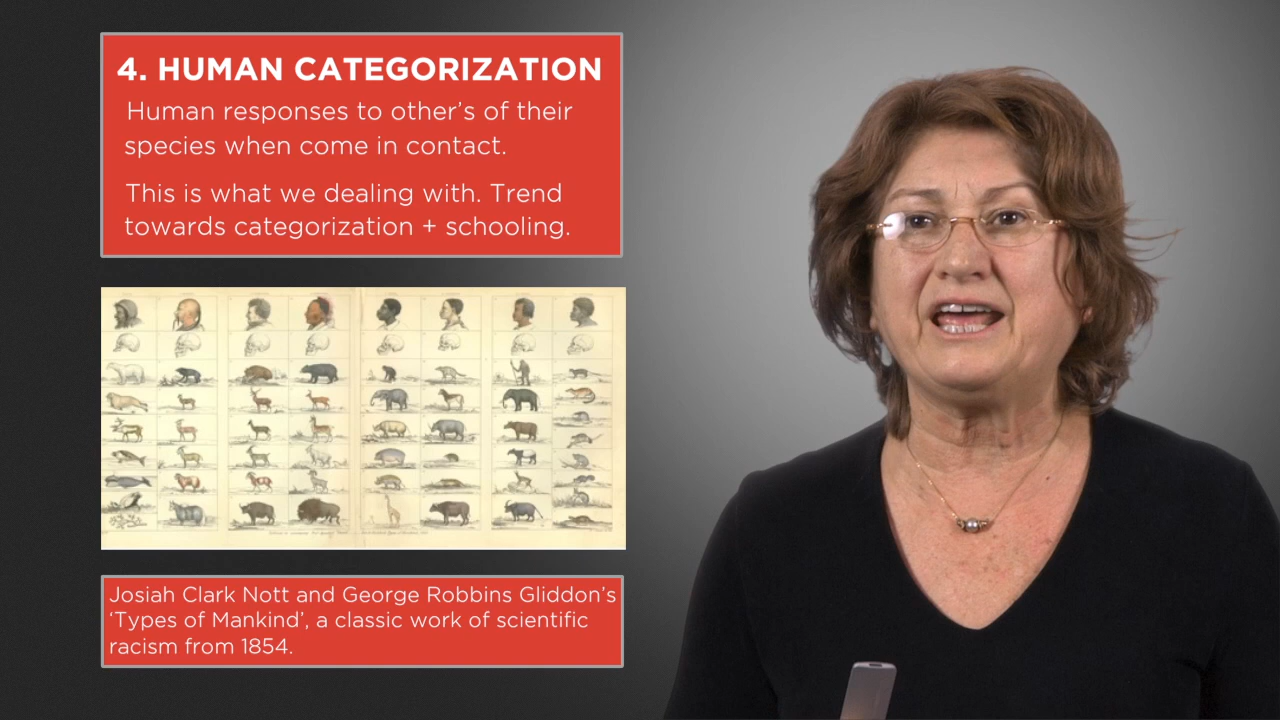 4. HUMAN CATEGORIZATION
Human responses to other's of their
species when come in contact.
This is what we dealing with. Trend
towards categorization + schooling.
Josiah Clark Nott and George Robbins Gliddon's
'Types of Mankind', a classic work of scientific
racism from 1854.